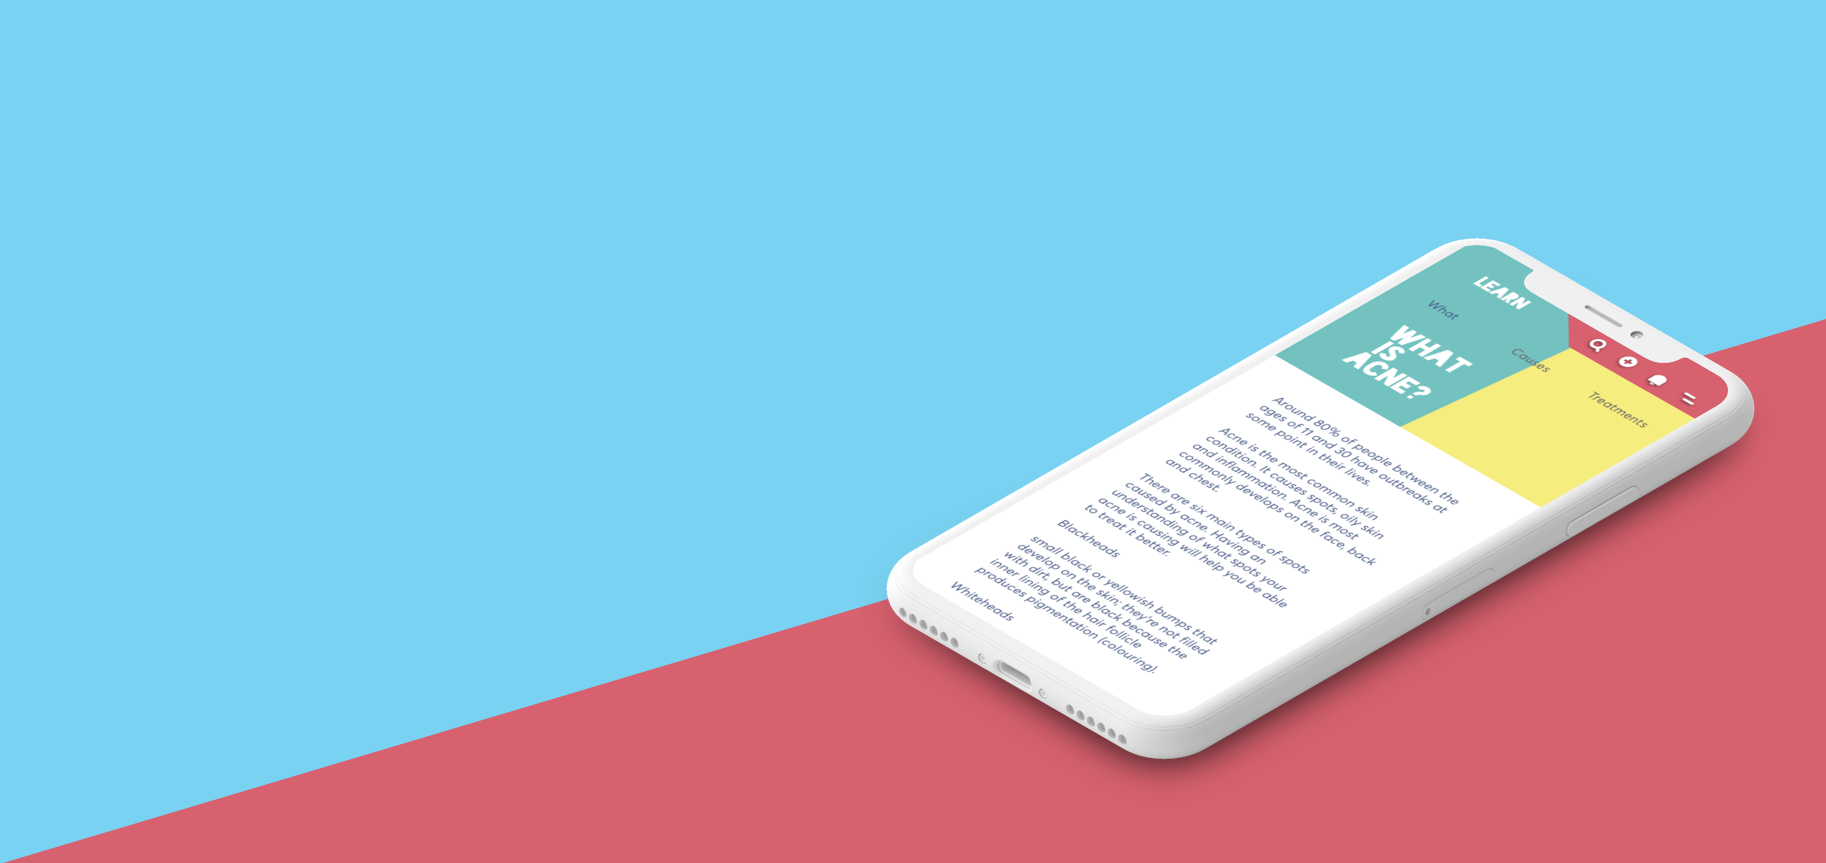 LEARN
What
Causes
Treatments
WHAT
IS
ACNE?
Around 80% of people between the
ages of 11 and 30 have outbreaks at
some point in their lives.
Acne is the most common skin
condition. It causes spots, oily skin
and inflammation. Acne is most
commonly develops on the face, back
and chest.
There are six main types of spots
caused by acne. Having an
understanding of what spots your
acne is causing will help you be able
to treat it better.
Blackheads
small black or yellowish bumps that
develop on the skin; they're not filled
with dirt, but are black because the
inner lining of the hair follicle
produces pigmentation (colouring).
Whiteheads